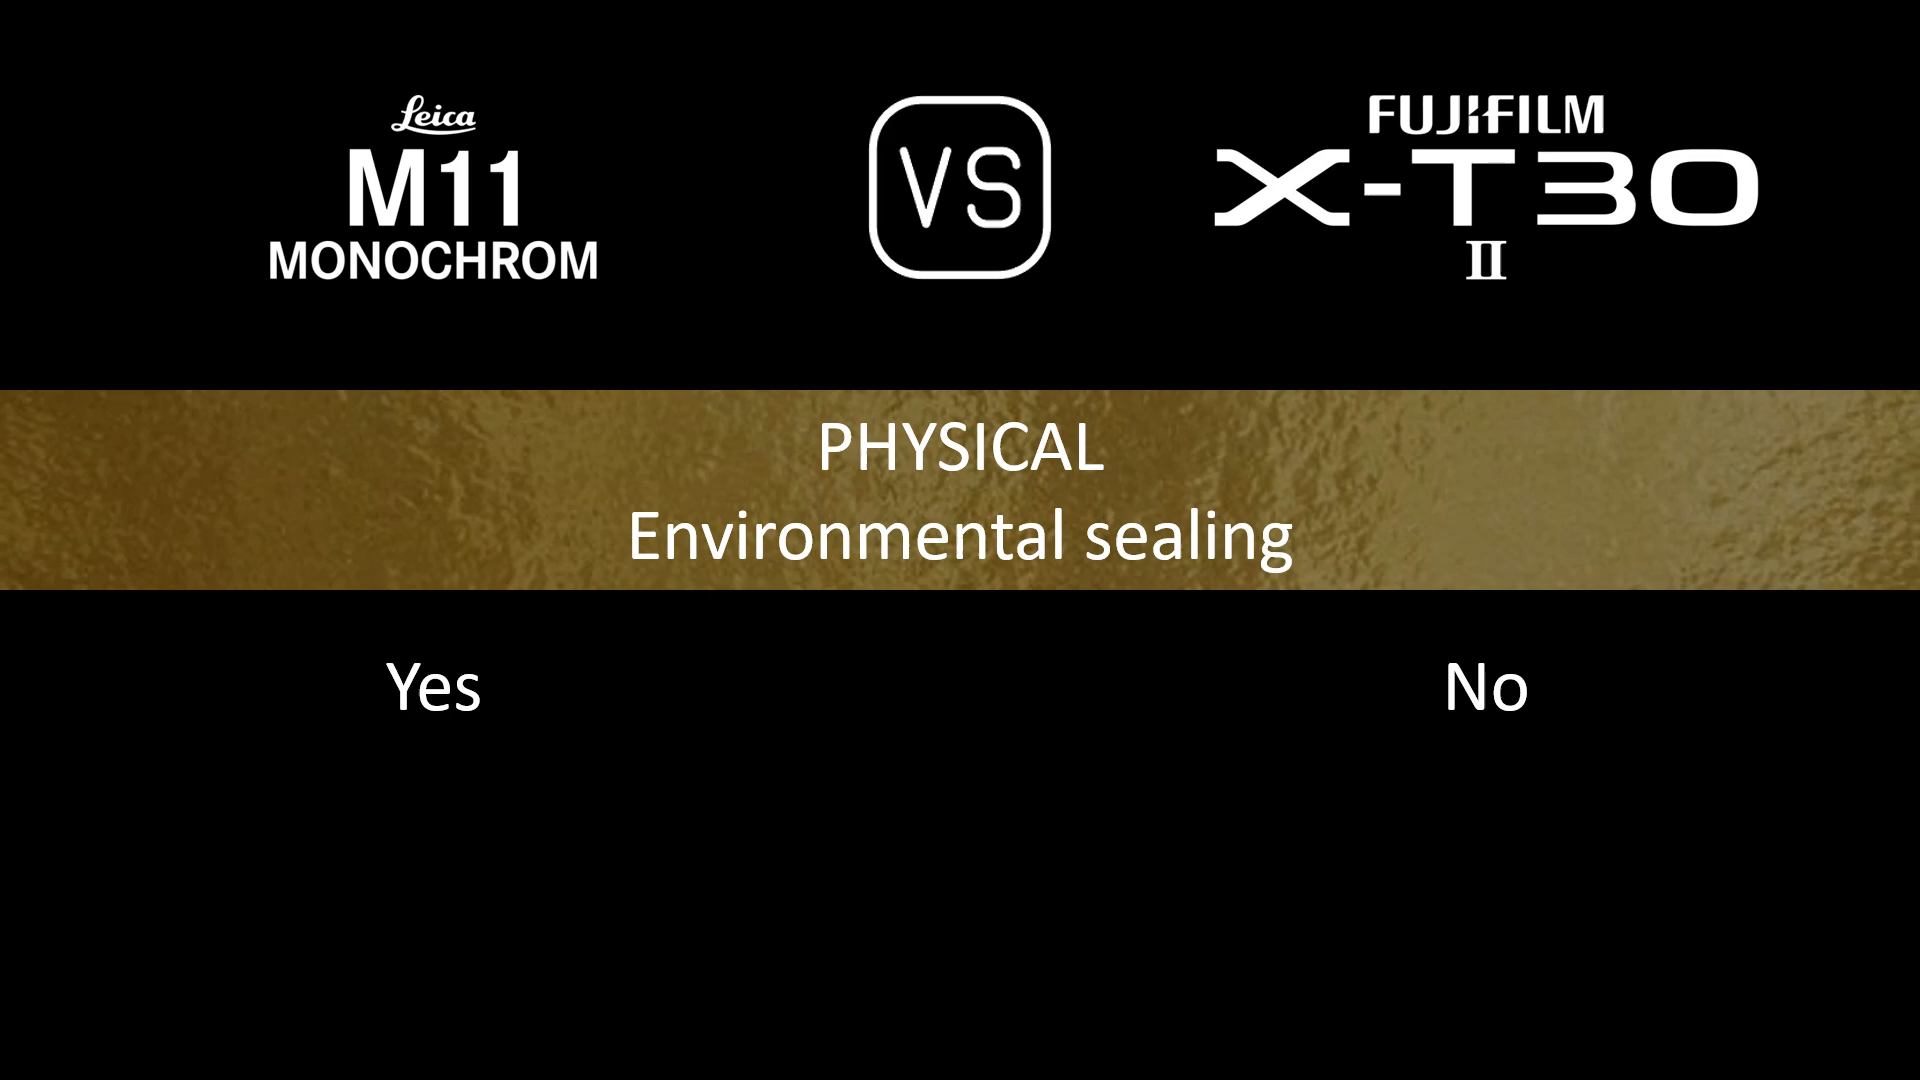 Leica
M11
MONOCHROM
VS
FUJIFILM
X-T30
II
PHYSICAL
Environmental sealing
Yes
No